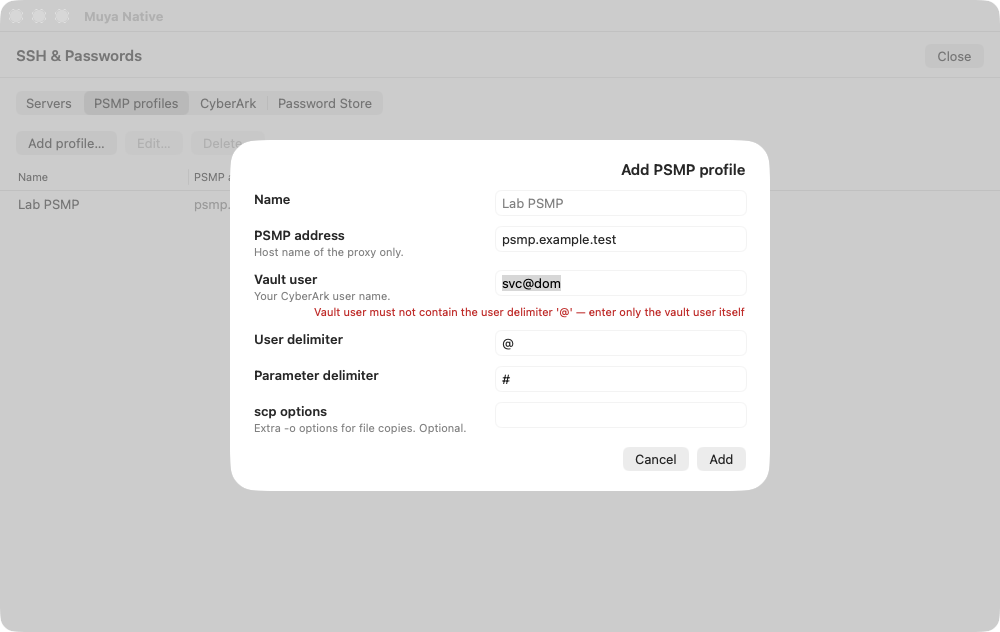 Muya Native
SSH & Passwords
Close
Servers
PSMP profiles
CyberArk
Password Store
Add profile...
Edit...
Delete
Name
PSMP a
Lab PSMP
psmp.
Add PSMP profile
Name
Lab PSMP
PSMP address
psmp.example.test
Host name of the proxy only.
Vault user
svc@dom
Your CyberArk user name.
Vault user must not contain the user delimiter '@' — enter only the vault user itself
User delimiter
@
Parameter delimiter
#
scp options
Extra -o options for file copies. Optional.
Cancel
Add